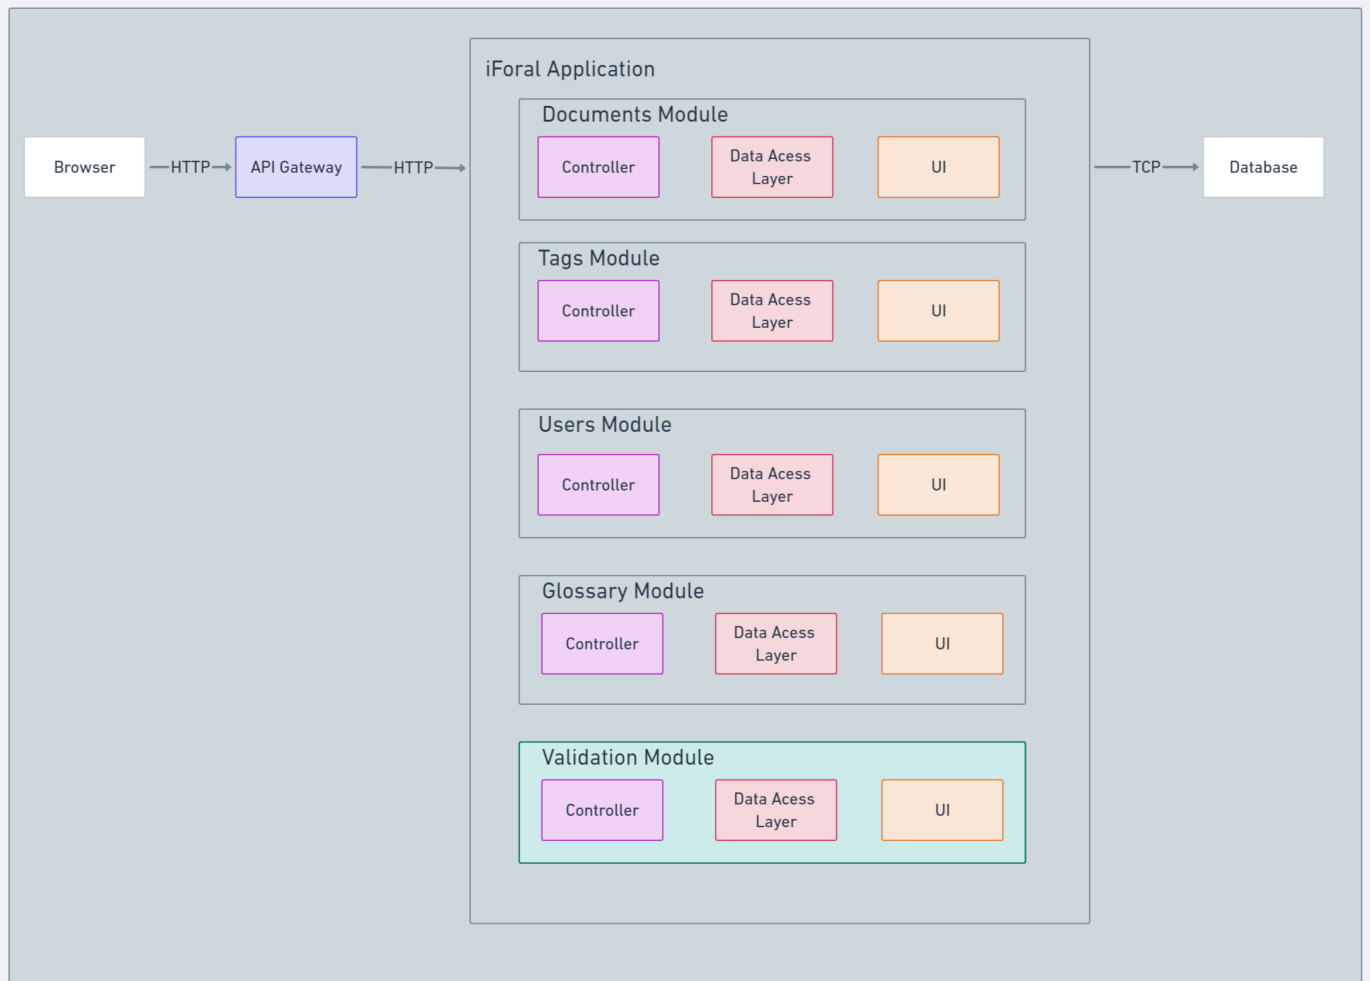 iForal Application
Documents Module
Browser
HTTP
API Gateway
HTTP
Controller
Data Acess
Layer
UI
TCP
Database
Tags Module
Controller
Data Acess
Layer
UI
Users Module
Controller
Data Acess
Layer
UI
Glossary Module
Controller
Data Acess
Layer
UI
Validation Module
Controller
Data Acess
Layer
UI